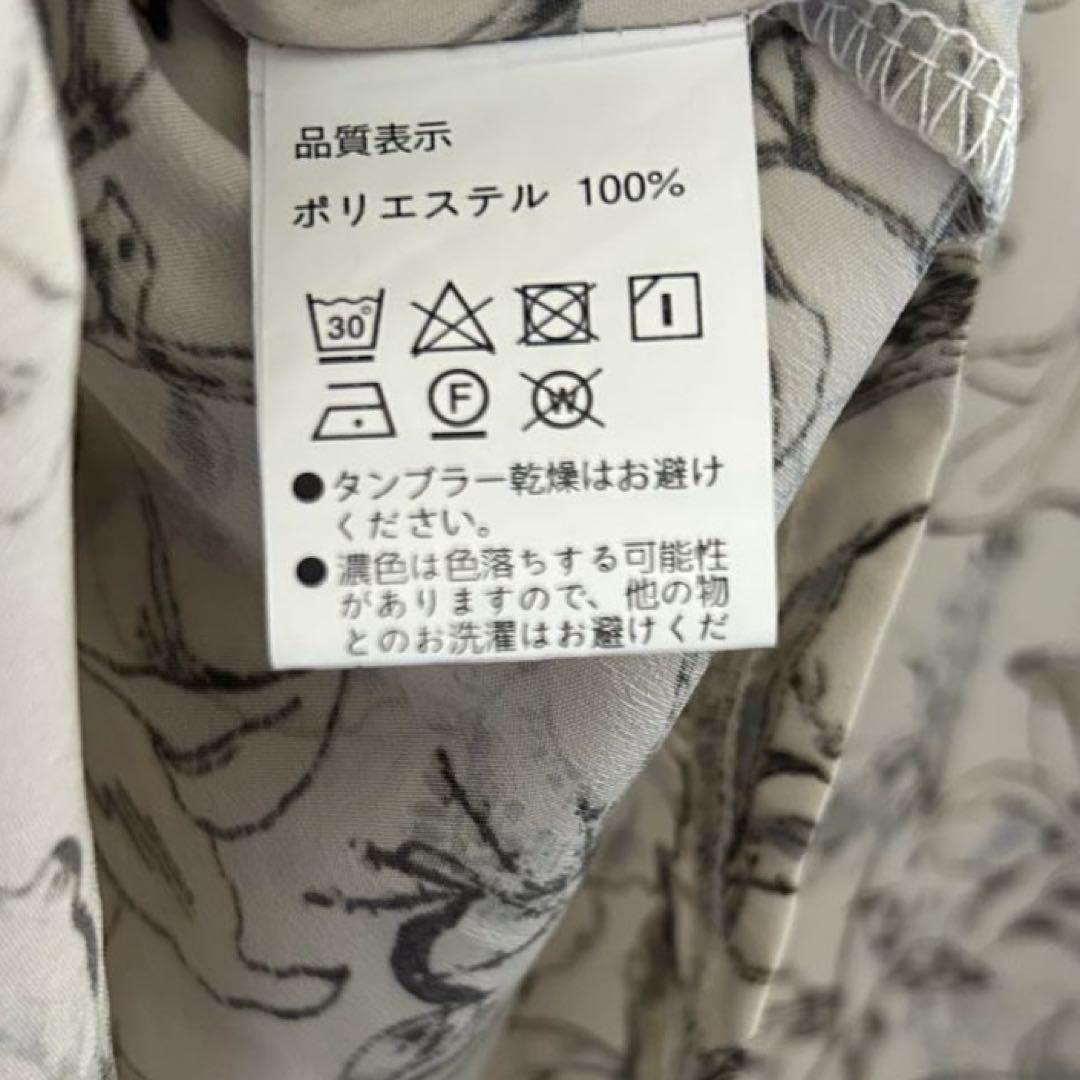 品質表示
ポリエステル 100%
30°
F W
●タンブラー乾燥はお避け
ください。
●濃色は色落ちする可能性
がありますので、他の物
とのお洗濯はお避けくだ